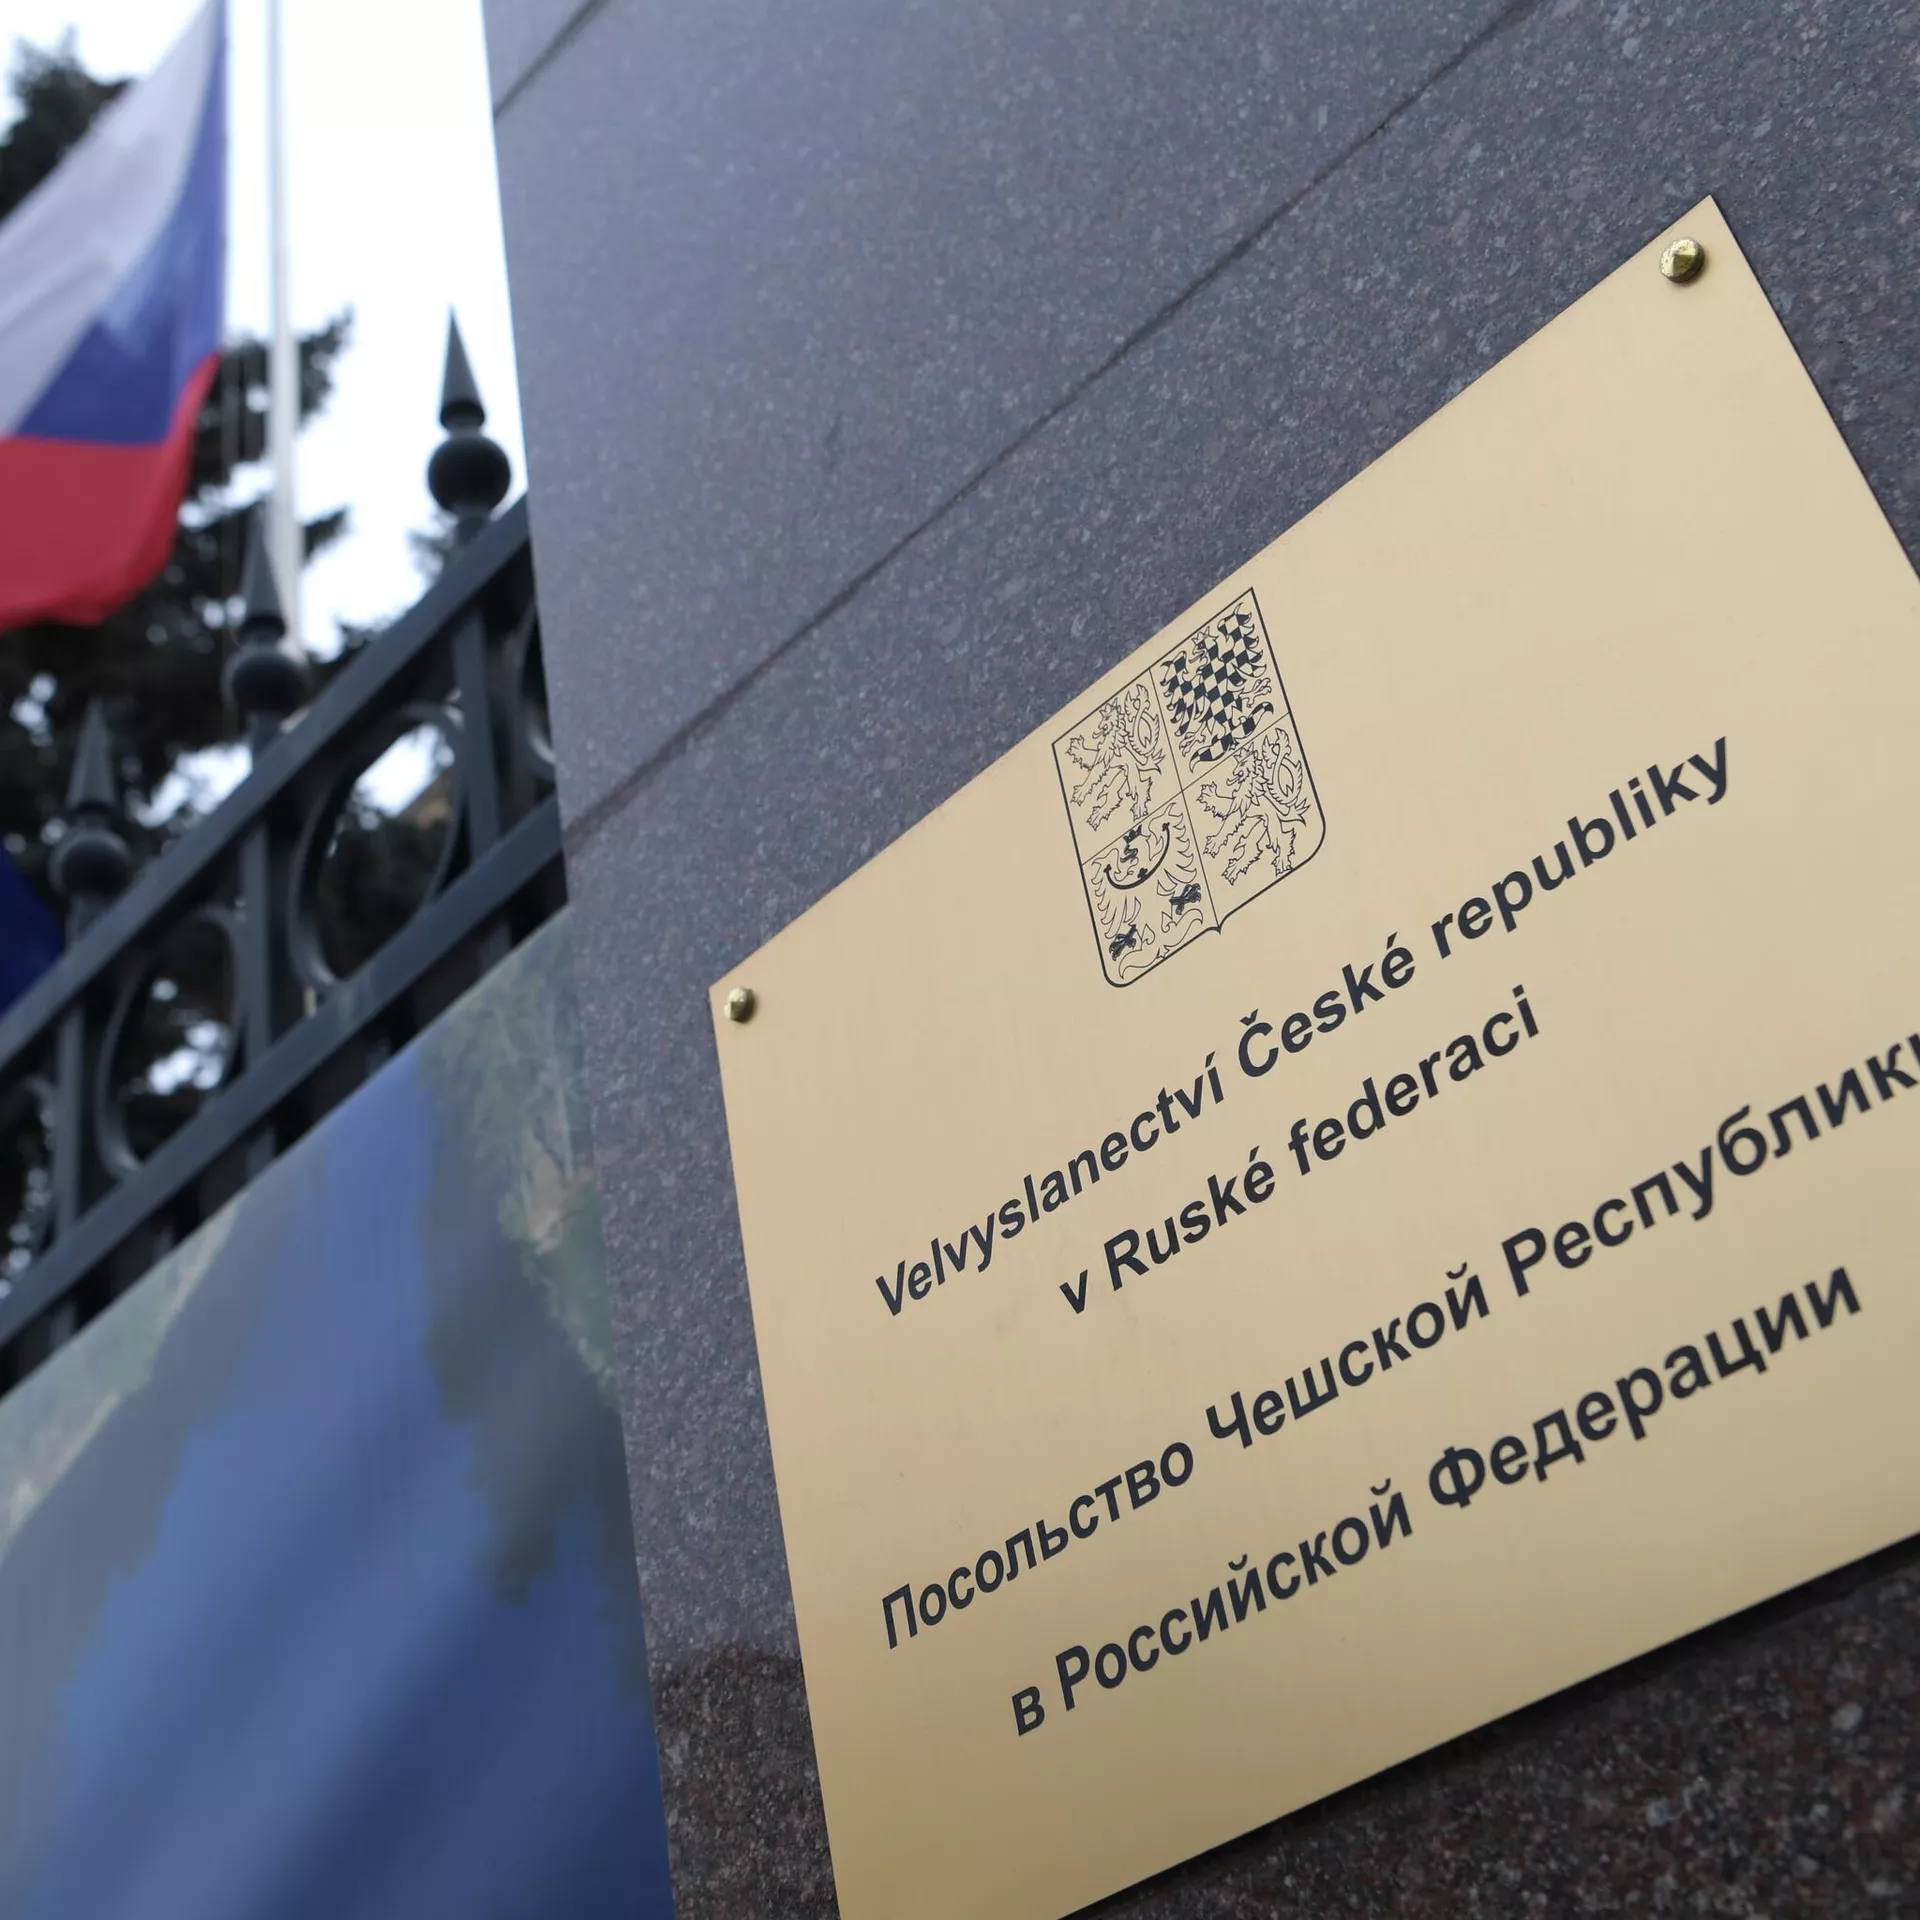 Velvyslanectví České republiky
v Ruské federaci
Посольство Чешской Республики
в Российской Федерации